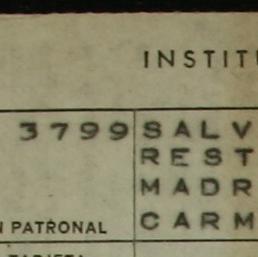 INSTITU
3799 SALV
REST
MADR
N PATRONAL CARM